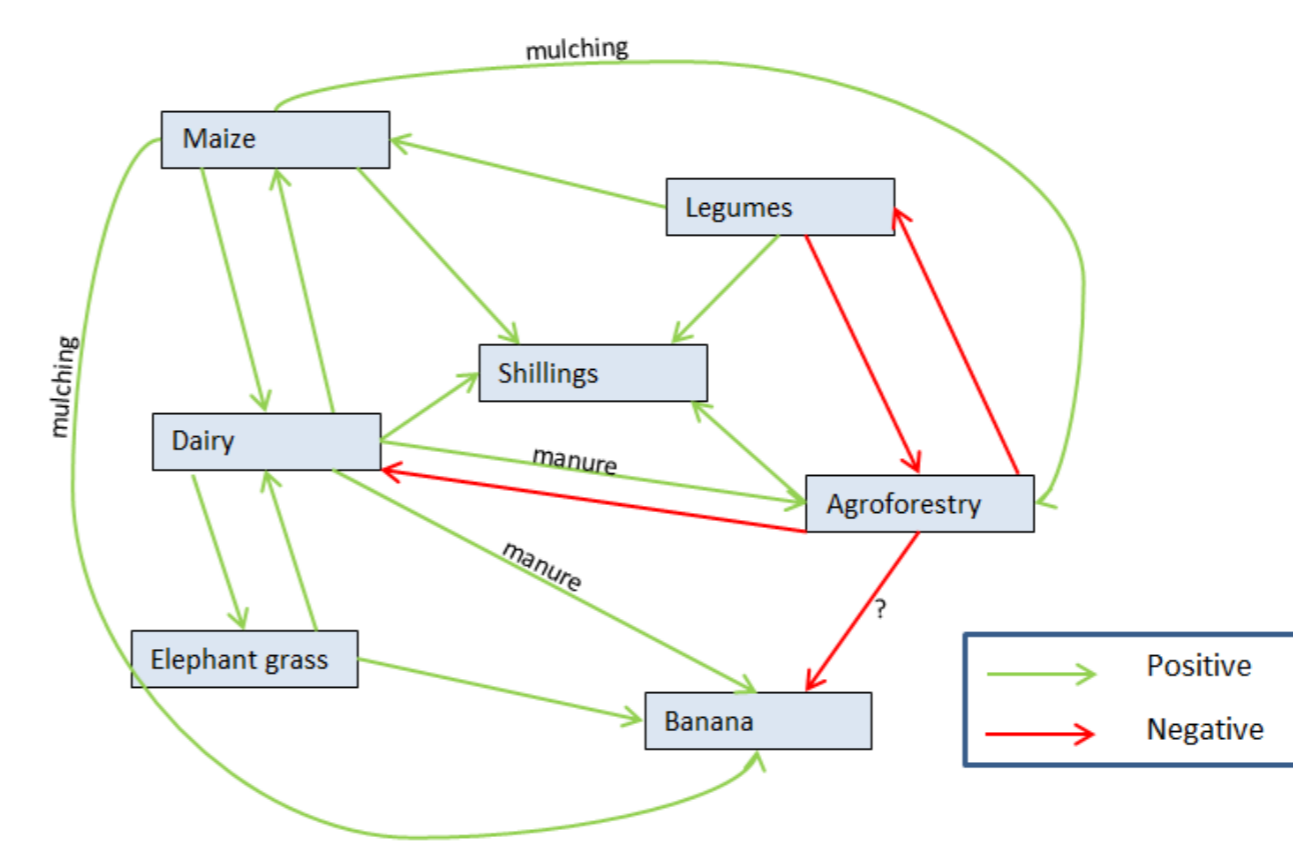 mulching
Maize
Legumes
mulching
Shillings
Dairy
manure
Agroforestry
manure
?
Elephant grass
Positive
Banana
Negative